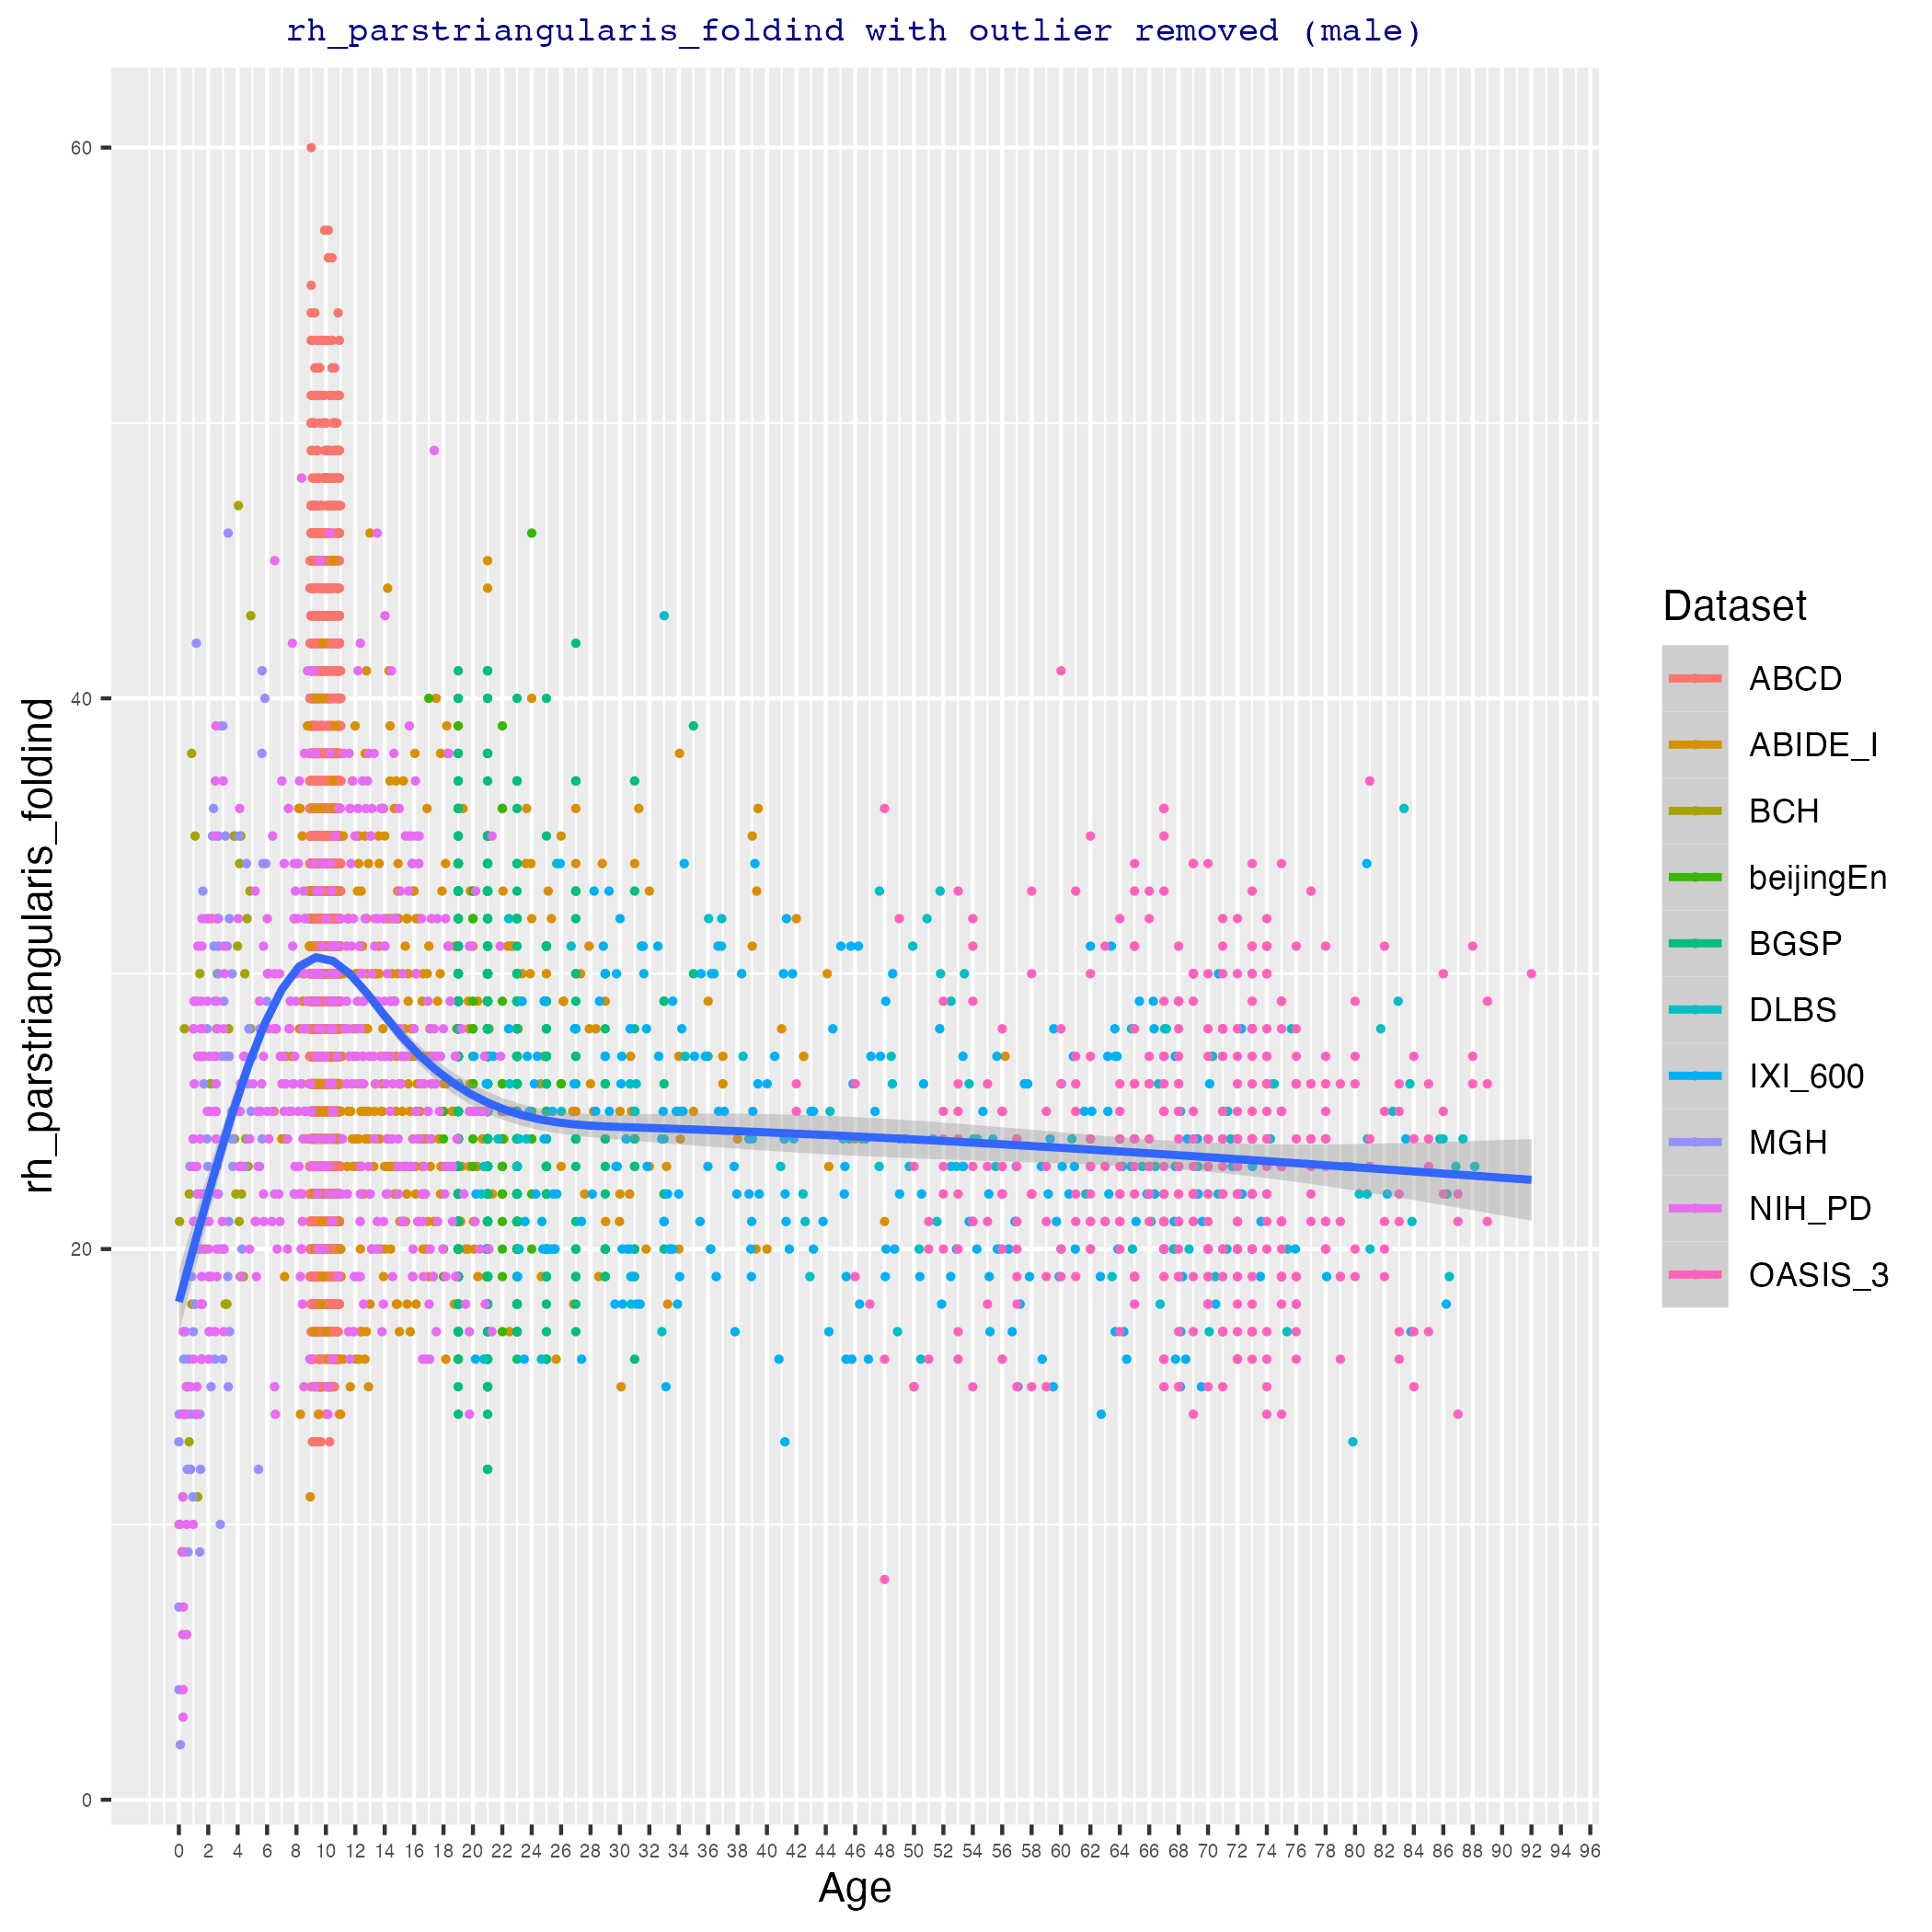 rh_parstriangularis_foldind with outlier removed (male)
rh_parstriangularis_foldind
60
40
20
0
0 2 4 6 8 10 12 14 16 18 20 22 24 26 28 30 32 34 36 38 40 42 44 46 48 50 52 54 56 58 60 62 64 66 68 70 72 74 76 78 80 82 84 86 88 90 92 94 96
Age
Dataset
ABCD
ABIDE_I
BCH
beijingEn
BGSP
DLBS
IXI_600
MGH
NIH_PD
OASIS_3